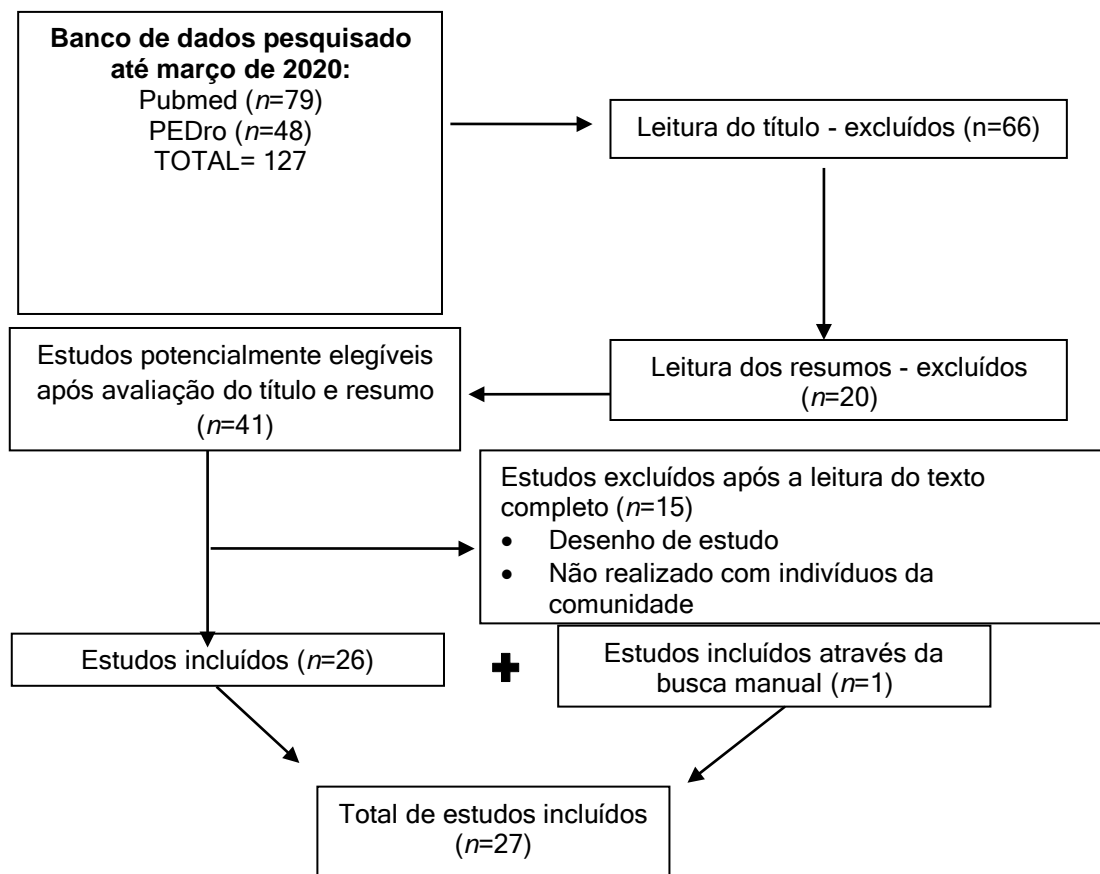 Banco de dados pesquisado
até março de 2020:
Pubmed (n=79)
PEDro (n=48)
TOTAL= 127
Leitura do título - excluídos (n=66)
Leitura dos resumos - excluídos
(n=20)
Estudos potencialmente elegíveis
após avaliação do título e resumo
(n=41)
Estudos excluídos após a leitura do texto
completo (n=15)
• Desenho de estudo
• Não realizado com indivíduos da
comunidade
Estudos incluídos (n=26)
Estudos incluídos através da
busca manual (n=1)
Total de estudos incluídos
(n=27)